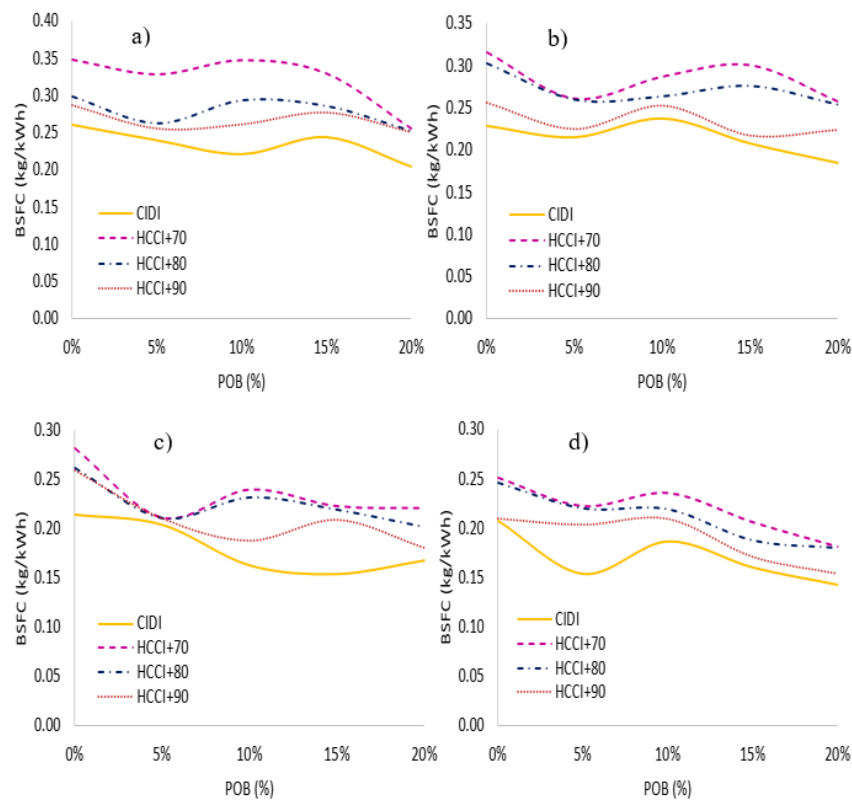 a)
0.40
0.35
0.30
0.25
0.20
0.15
0.10
0.05
0.00
BSFC (kg/kWh)
CIDI
HCCI+70
HCCI+80
HCCI+90
0% 5% 10% 15% 20%
POB (%)
b)
0.35
0.30
0.25
0.20
0.15
0.10
0.05
0.00
BSFC (kg/kWh)
CIDI
HCCI+70
HCCI+80
HCCI+90
0% 5% 10% 15% 20%
POB (%)
c)
0.30
0.25
0.20
0.15
0.10
0.05
0.00
BSFC (kg/kWh)
CIDI
HCCI+70
HCCI+80
HCCI+90
0% 5% 10% 15% 20%
POB (%)
d)
0.30
0.25
0.20
0.15
0.10
0.05
0.00
BSFC (kg/kWh)
CIDI
HCCI+70
HCCI+80
HCCI+90
0% 5% 10% 15% 20%
POB (%)